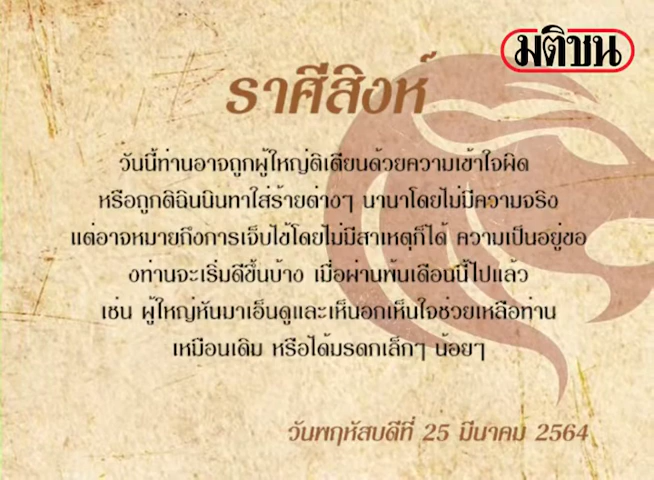 มติชน
ราศีสิงห์
วันนี้ท่านอาจถูกผู้ใหญ่ติเตียนด้วยความเข้าใจผิด
หรือถูกติฉินนินทาใส่ร้ายต่างๆ นานาโดยไม่มีความจริง
แต่อาจหมายถึงการเจ็บไข้โดยไม่มีสาเหตุก็ได้ ความเป็นอยู่ขอ
งท่านจะเริ่มดีขึ้นบ้าง เมื่อผ่านพ้นเดือนนี้ไปแล้ว
เช่น ผู้ใหญ่หันมาเอ็นดูและเห็นอกเห็นใจช่วยเหลือท่าน
เหมือนเดิม หรือได้มรดกเล็กๆ น้อยๆ
วันพฤหัสบดีที่ 25 มีนาคม 2564